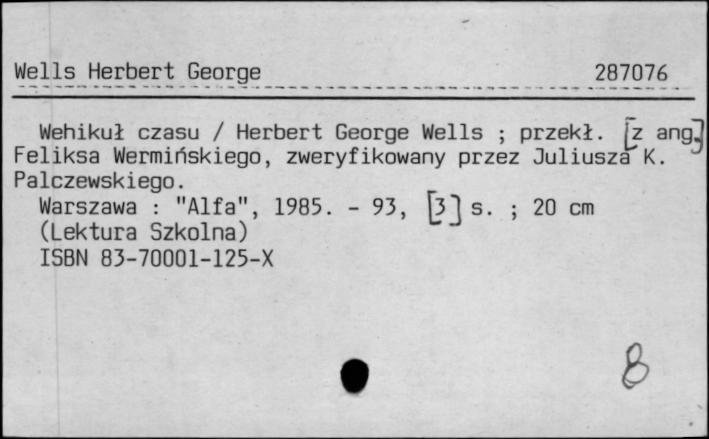 Wells Herbert George 287076
Wehikuł czasu / Herbert George Wells ; przekł. [z ang.]
Feliksa Wermińskiego, zweryfikowany przez Juliusza K.
Palczewskiego.
Warszawa : "Alfa", 1985. - 93, [3] s. ; 20 cm
(Lektura Szkolna)
ISBN 83-70001-125-X
8